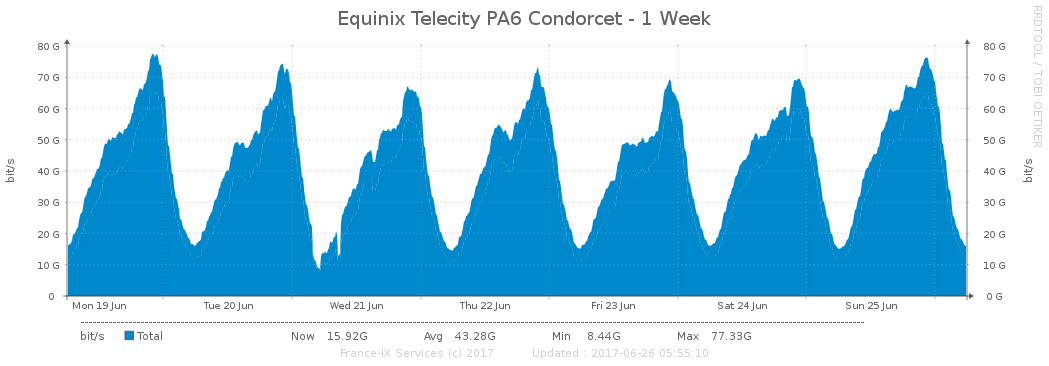 Equinix Telecity PA6 Condorcet - 1 Week
RRDTOOL / TOBI OETIKER
80 G 80 G
70 G 70 G
60 G 60 G
50 G 50 G
40 G 40 G
30 G 30 G
20 G 20 G
10 G 10 G
0 0 G
bit/s bit/s
Mon 19 Jun Tue 20 Jun Wed 21 Jun Thu 22 Jun Fri 23 Jun Sat 24 Jun Sun 25 Jun
bit/s Total Now 15.92G Avg 43.28G Min 8.44G Max 77.33G
France-IX Services (c) 2017 Updated : 2017-06-26 05:55:10